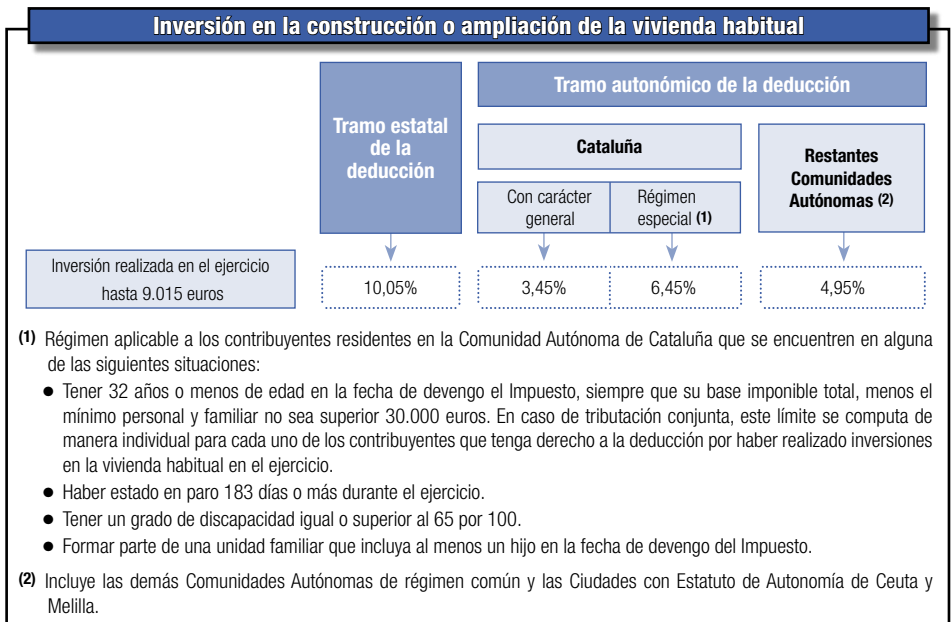 Inversión en la construcción o ampliación de la vivienda habitual
Tramo estatal
de la
deducción
Tramo autonómico de la deducción
Cataluña
Restantes
Comunidades
Autónomas (2)
Con carácter
general
Régimen
especial (1)
Inversión realizada en el ejercicio
hasta 9.015 euros
10,05%
3,45%
6,45%
4,95%
(1) Régimen aplicable a los contribuyentes residentes en la Comunidad Autónoma de Cataluña que se encuentren en alguna
de las siguientes situaciones:
● Tener 32 años o menos de edad en la fecha de devengo el Impuesto, siempre que su base imponible total, menos el
mínimo personal y familiar no sea superior 30.000 euros. En caso de tributación conjunta, este límite se computa de
manera individual para cada uno de los contribuyentes que tenga derecho a la deducción por haber realizado inversiones
en la vivienda habitual en el ejercicio.
● Haber estado en paro 183 días o más durante el ejercicio.
● Tener un grado de discapacidad igual o superior al 65 por 100.
● Formar parte de una unidad familiar que incluya al menos un hijo en la fecha de devengo del Impuesto.
(2) Incluye las demás Comunidades Autónomas de régimen común y las Ciudades con Estatuto de Autonomía de Ceuta y
Melilla.